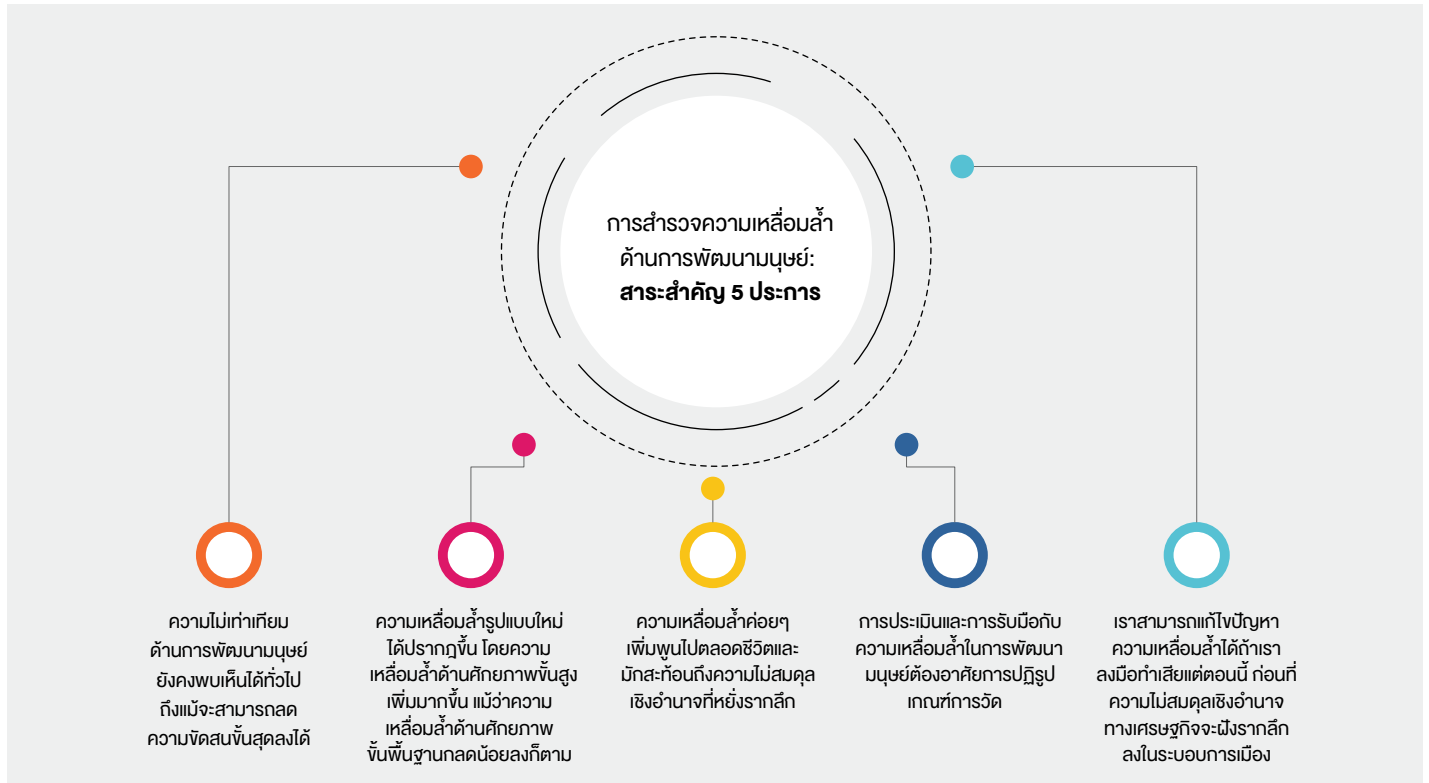 การสำรวจความเหลื่อมล้ำ
ด้านการพัฒนามนุษย์:
สาระสำคัญ 5 ประการ
ความไม่เท่าเทียม
ด้านการพัฒนามนุษย์
ยังคงพบเห็นได้ทั่วไป
ถึงแม้จะสามารถลด
ความขัดสนขั้นสุดลงได้
ความเหลื่อมล้ำรูปแบบใหม่
ได้ปรากฏขึ้น โดยความ
เหลื่อมล้ำด้านศักยภาพขั้นสูง
เพิ่มมากขึ้น แม้ว่าความ
เหลื่อมล้ำด้านศักยภาพ
ขั้นพื้นฐานกลดน้อยลงก็ตาม
ความเหลื่อมล้ำค่อยๆ
เพิ่มพูนไปตลอดชีวิตและ
มักสะท้อนถึงความไม่สมดุล
เชิงอำนาจที่หยั่งรากลึก
การประเมินและการรับมือกับ
ความเหลื่อมล้ำในการพัฒนา
มนุษย์ต้องอาศัยการปฏิรูป
เกณฑ์การวัด
เราสามารถแก้ไขปัญหา
ความเหลื่อมล้ำได้ถ้าเรา
ลงมือทำเสียแต่ตอนนี้ ก่อนที่
ความไม่สมดุลเชิงอำนาจ
ทางเศรษฐกิจจะฝังรากลึก
ลงในระบอบการเมือง